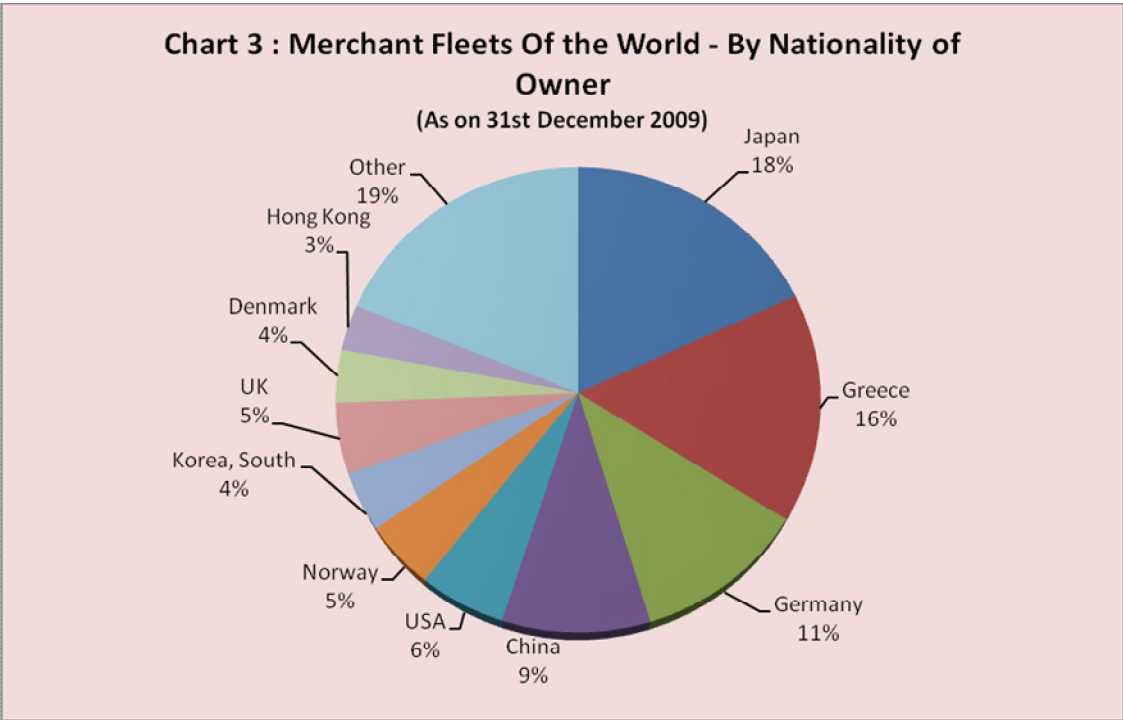 Chart 3 : Merchant Fleets Of the World - By Nationality of
Owner
(As on 31st December 2009)
Japan
18%
Greece
16%
Germany
11%
China
9%
USA
6%
Norway
5%
Korea, South
4%
UK
5%
Denmark
4%
Hong Kong
3%
Other
19%